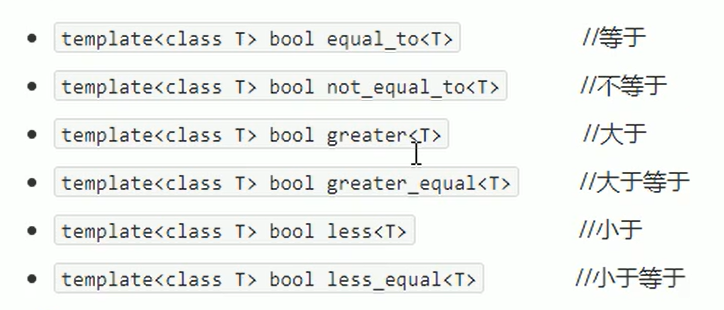 template<class T> bool equal_to<T> //等于
template<class T> bool not_equal_to<T> //不等于
template<class T> bool greater<T> //大于
template<class T> bool greater_equal<T> //大于等于
template<class T> bool less<T> //小于
template<class T> bool less_equal<T> //小于等于